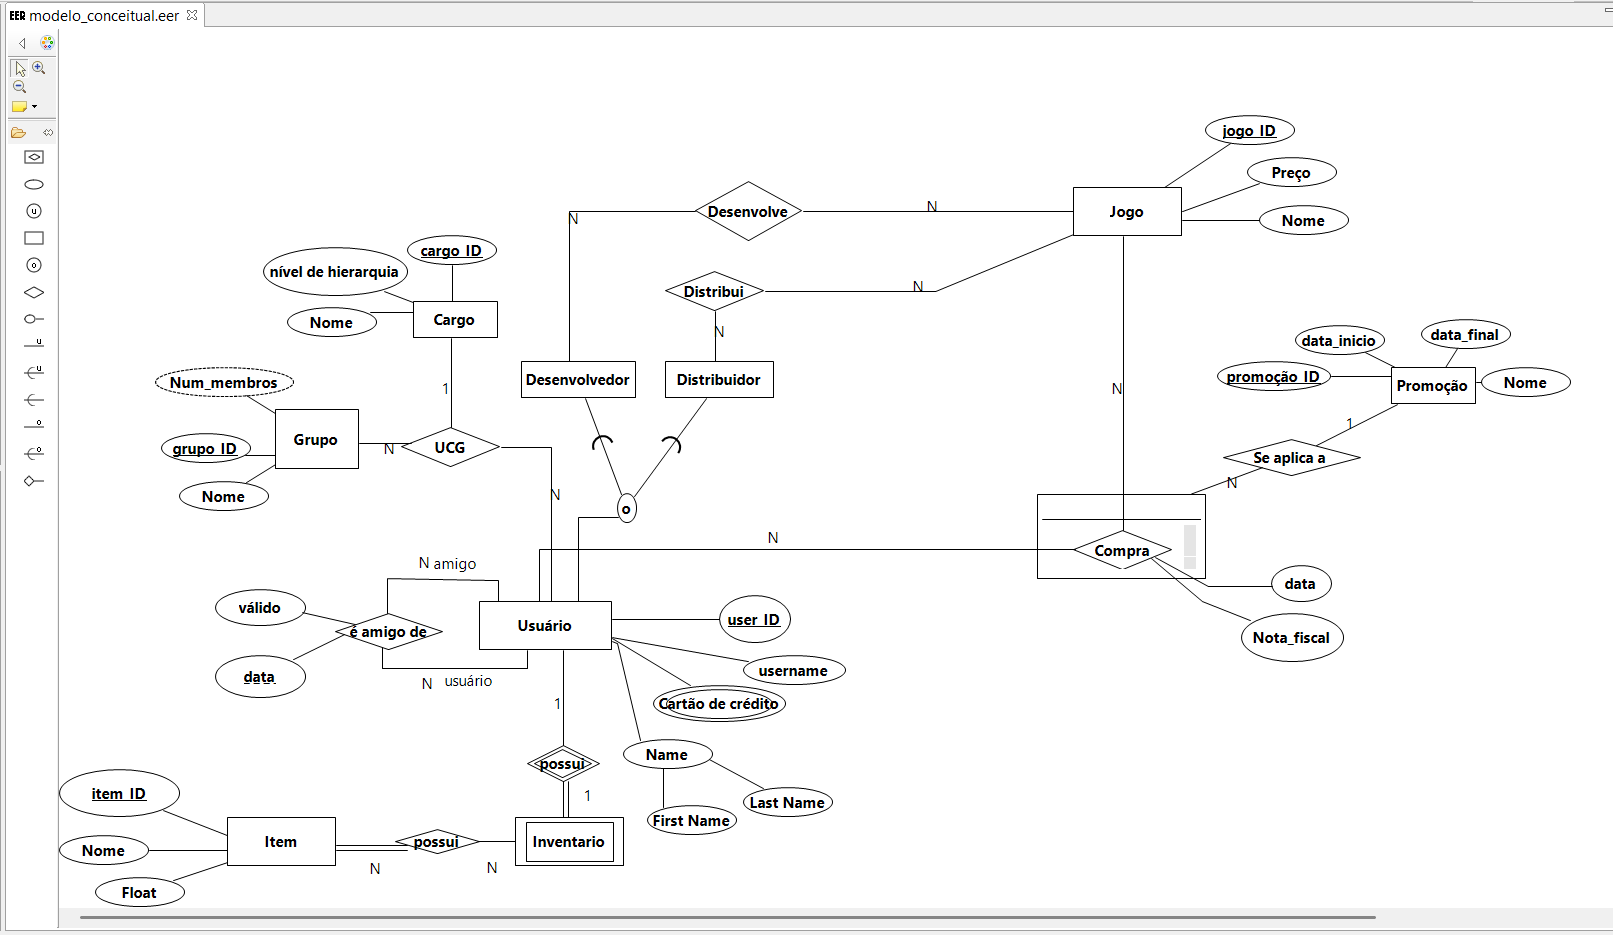 EER modelo_conceitual.eer
jogo_ID
Preço
Desenvolve
N
N
Jogo
Nome
cargo_ID
nível de hierarquia
Distribui
N
Nome
Cargo
N
data_inicio
data_final
promoção_ID
Promoção
Nome
Num_membros
1
Desenvolvedor
Distribuidor
N
1
Grupo
grupo_ID
N
UCG
Se aplica a
N
Nome
N
o
N
Compra
N amigo
válido
é amigo de
Usuário
user_ID
data
Nota_fiscal
data
N usuário
username
Cartão de crédito
1
Name
possui
1
First Name
Last Name
item_ID
Item
possui
Inventario
Nome
N
N
Float
u
o
u
u
o
o